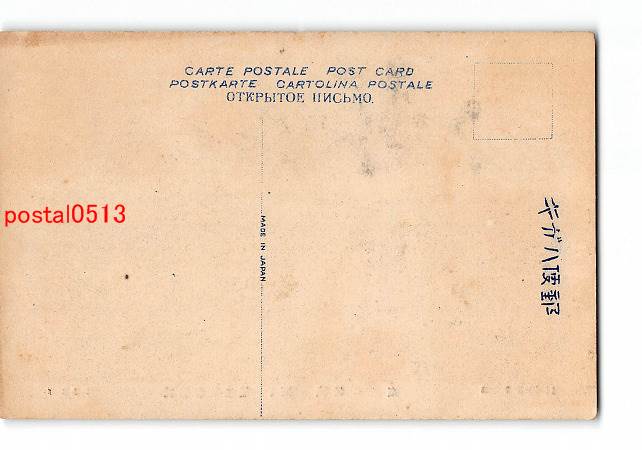 CARTE POSTALE POST CARD
POSTKARTE CARTOLINA POSTALE
ОТКРЫТОЕ ПИСЬМО.
postal0513
MADE IN JAPAN
キガハ便郵